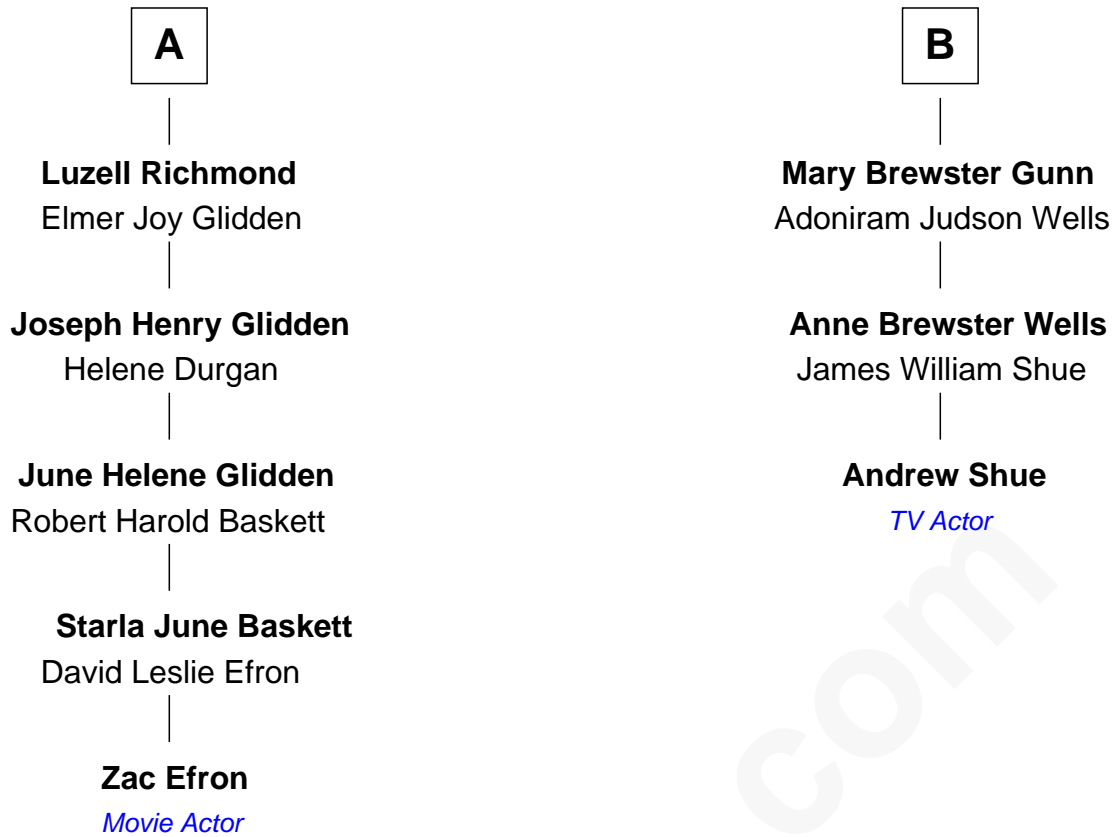 A
Luzell Richmond
Elmer Joy Glidden
Joseph Henry Glidden
Helene Durgan
June Helene Glidden
Robert Harold Baskett
Starla June Baskett
David Leslie Efron
Zac Efron
Movie Actor
B
Mary Brewster Gunn
Adoniram Judson Wells
Anne Brewster Wells
James William Shue
Andrew Shue
TV Actor
com